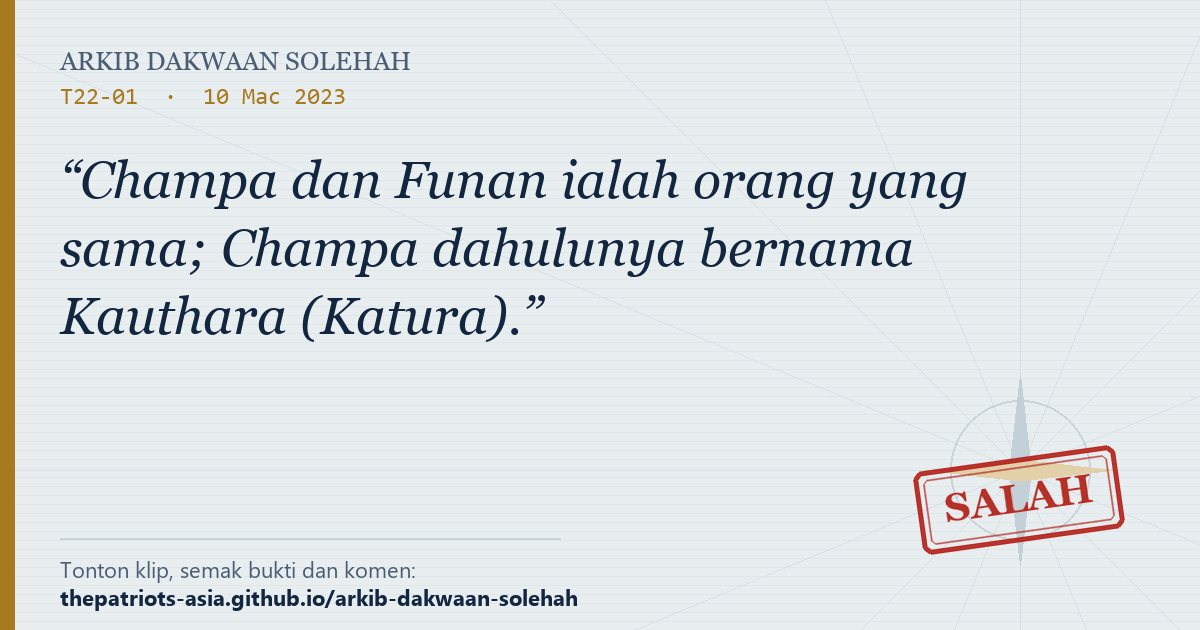 ARKIB DAKWAAN SOLEHAH
T22-01 · 10 Mac 2023
“Champa dan Funan ialah orang yang
sama; Champa dahulunya bernama
Kauthara (Katura).”
SALAH
Tonton klip, semak bukti dan komen:
thepatriots-asia.github.io/arkib-dakwaan-solehah